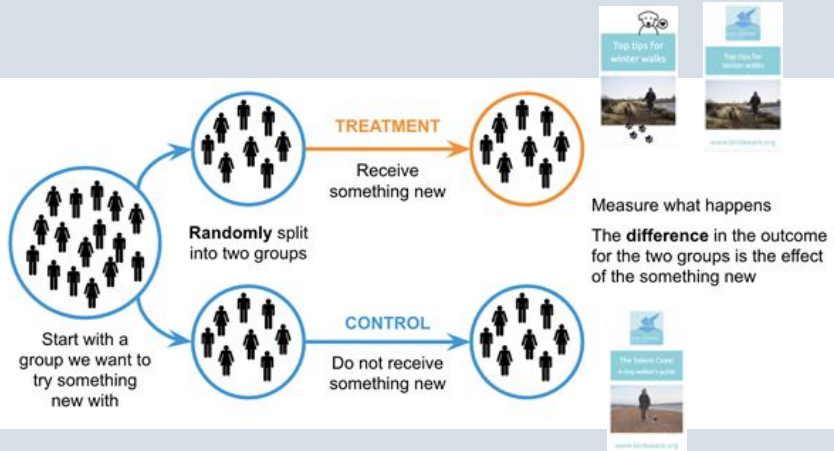 Start with a
group we want to
try something
new with
Randomly split
into two groups
TREATMENT
Receive
something new
CONTROL
Do not receive
something new
Measure what happens
The difference in the outcome
for the two groups is the effect
of the something new
Top tips for
winter walks
Top tips for
winter walks
www.birdaware.org
The Solent Coast
A dog walker's guide
www.birdaware.org